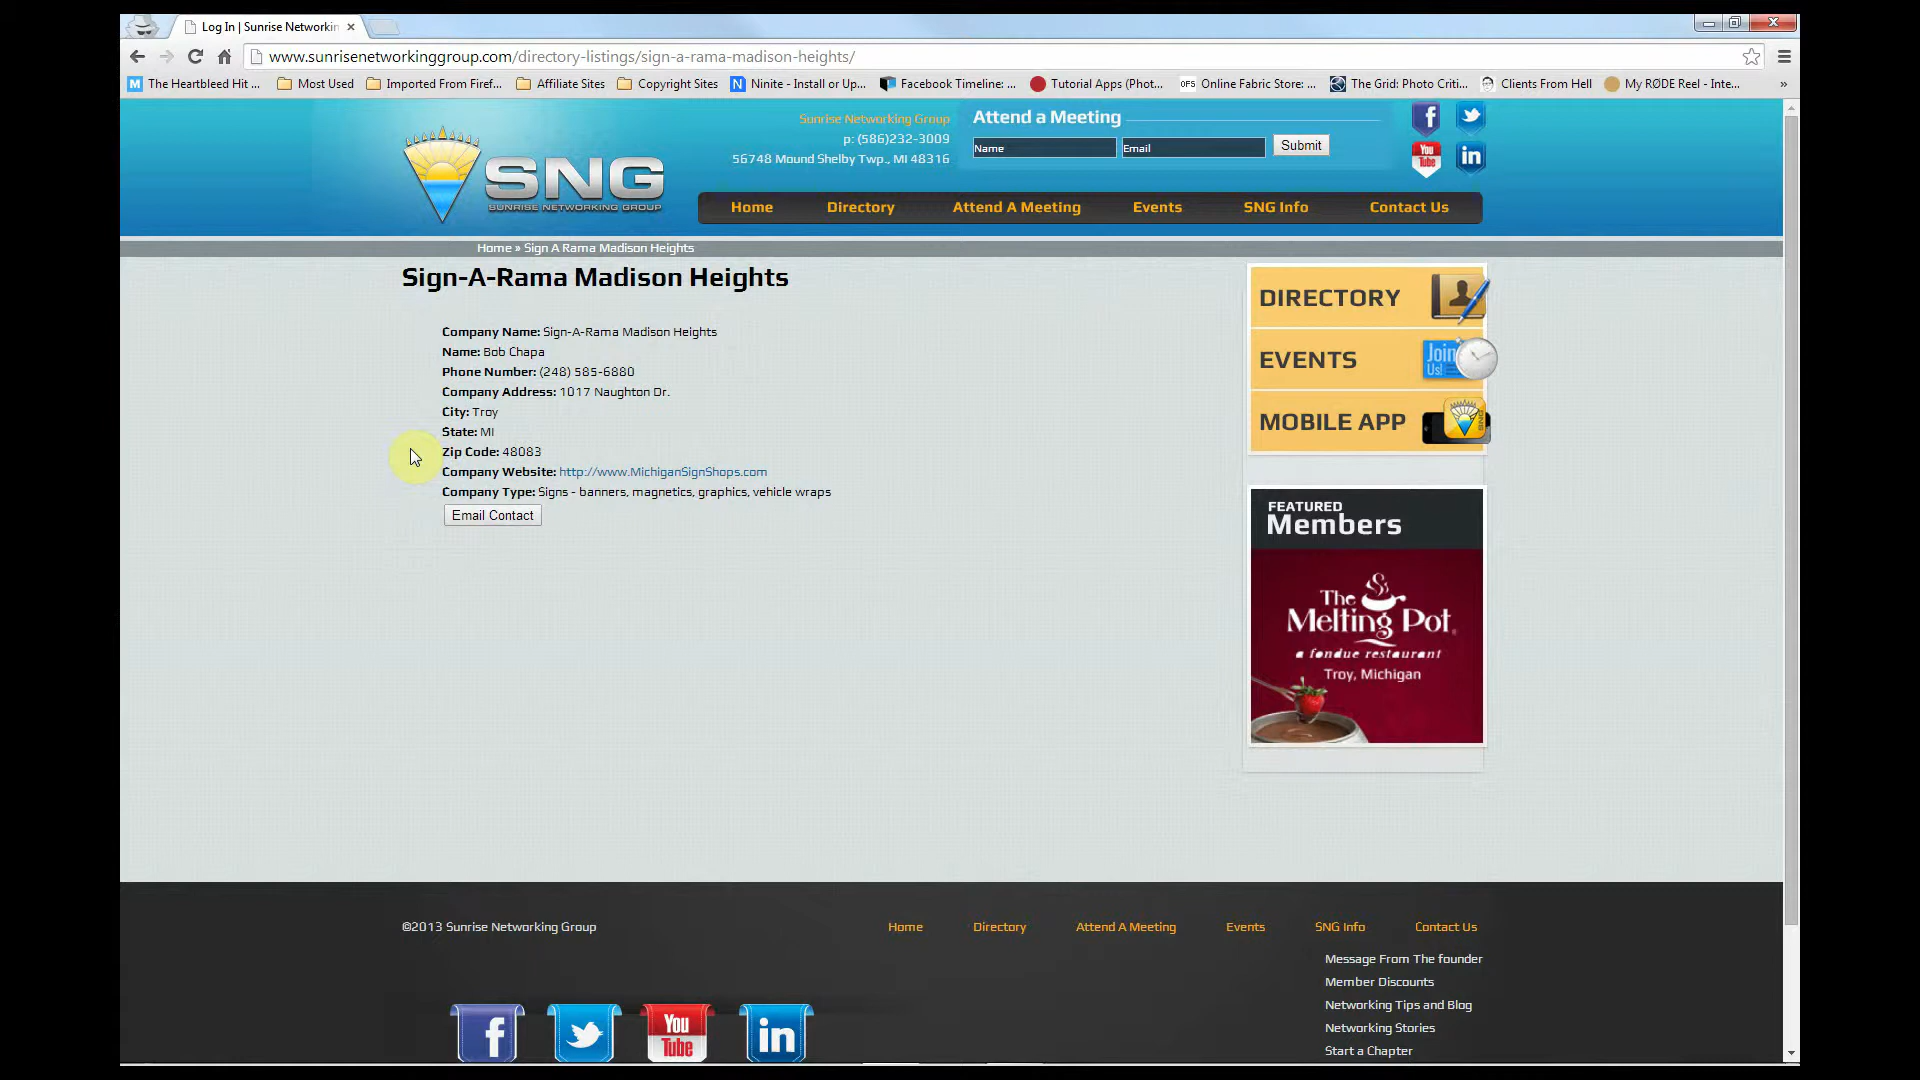 Log In | Sunrise Networkin
www.sunrisenetworkinggroup.com/directory-listings/sign-a-rama-madison-heights/
The Heartbleed Hit ...
Most Used
Imported From Firef...
Affiliate Sites
Copyright Sites
Ninite - Install or Up...
Facebook Timeline: ...
Tutorial Apps (Phot...
OFS Online Fabric Store: ...
The Grid: Photo Criti...
Clients From Hell
My RØDE Reel - Inte...
»
SNG
SUNRISE NETWORKING GROUP
Sunrise Networking Group
p: (586)232-3009
56748 Mound Shelby Twp., MI 48316
Attend a Meeting
Name
Email
Submit
You Tube
in
Home
Directory
Attend A Meeting
Events
SNG Info
Contact Us
Home » Sign A Rama Madison Heights
Sign-A-Rama Madison Heights
Company Name: Sign-A-Rama Madison Heights
Name: Bob Chapa
Phone Number: (248) 585-6880
Company Address: 1017 Naughton Dr.
City: Troy
State: MI
Zip Code: 48083
Company Website: http://www.MichiganSignShops.com
Company Type: Signs - banners, magnetics, graphics, vehicle wraps
Email Contact
DIRECTORY
EVENTS
Join Us!
MOBILE APP
SNG
FEATURED
Members
The
Melting Pot
a fondue restaurant
Troy, Michigan
©2013 Sunrise Networking Group
Home
Directory
Attend A Meeting
Events
SNG Info
Contact Us
Message From The founder
Member Discounts
Networking Tips and Blog
Networking Stories
Start a Chapter
f
You
Tube
in